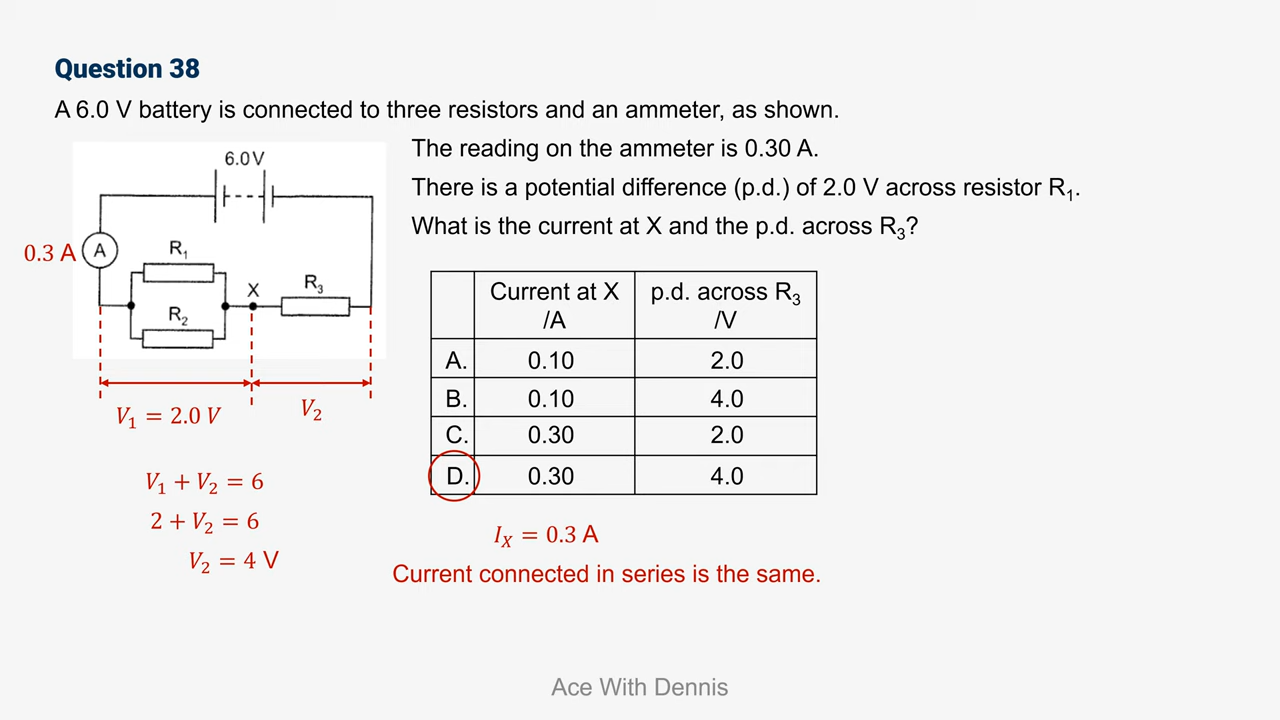 Question 38
A 6.0 V battery is connected to three resistors and an ammeter, as shown.
The reading on the ammeter is 0.30 A.
There is a potential difference (p.d.) of 2.0 V across resistor R₁.
What is the current at X and the p.d. across R₃?
6.0 V
0.3 A
A
R₁
R₂
X
R₃
V₁ = 2.0 V
V₂
V₁ + V₂ = 6
2 + V₂ = 6
V₂ = 4 V
Current at X /A p.d. across R₃ /V
A. 0.10 2.0
B. 0.10 4.0
C. 0.30 2.0
D. 0.30 4.0
I_X = 0.3 A
Current connected in series is the same.
Ace With Dennis